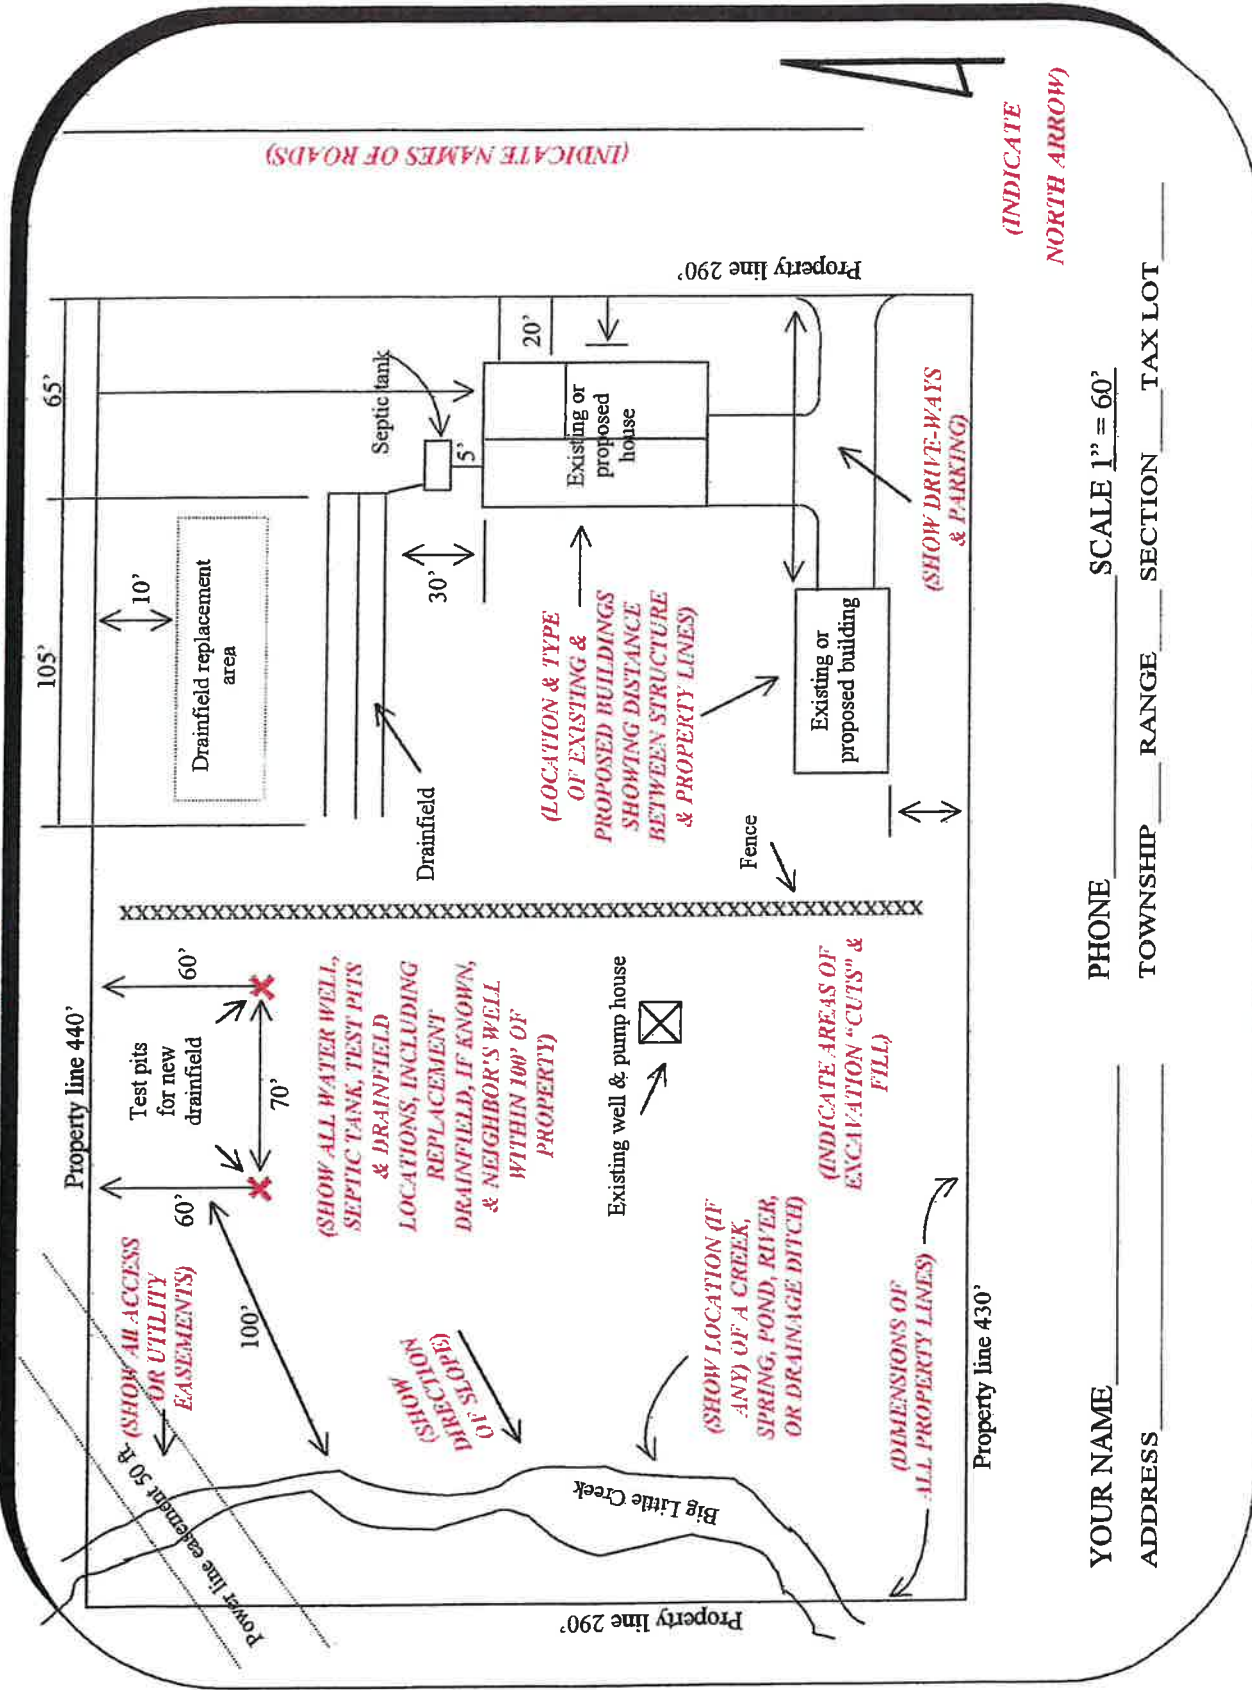 Power line easement 50 ft.
(SHOW All ACCESS
OR UTILITY
EASEMENTS)
Property line 440'
60'
60'
Test pits
for new
drainfield
70'
100'
105'
65'
10'
Drainfield replacement
area
Septic tank
5'
30'
20'
Drainfield
Existing or
proposed
house
(SHOW
DIRECTION
OF SLOPE)
(SHOW ALL WATER WELL,
SEPTIC TANK, TEST PITS
& DRAINFIELD
LOCATIONS, INCLUDING
REPLACEMENT
DRAINFIELD, IF KNOWN,
& NEIGHBOR'S WELL
WITHIN 100' OF
PROPERTY)
(LOCATION & TYPE
OF EXISTING &
PROPOSED BUILDINGS
SHOWING DISTANCE
BETWEEN STRUCTURE
& PROPERTY LINES)
Big Little Creek
Existing well & pump house
Fence
XXXXXXXXXXXXXXXXXXXXXXXXXXXXXXXXXXXXXXXXXXXXXXXXXXXXXXXXXXXXXXX
(SHOW LOCATION (IF
ANY) OF A CREEK,
SPRING, POND, RIVER,
OR DRAINAGE DITCH)
(INDICATE AREAS OF
EXCAVATION "CUTS" &
FILL)
Existing or
proposed building
(SHOW DRIVE-WAYS
& PARKING)
(DIMENSIONS OF
ALL PROPERTY LINES)
Property line 290'
Property line 430'
Property line 290'
(INDICATE NAMES OF ROADS)
(INDICATE
NORTH ARROW)
YOUR NAME PHONE SCALE 1" = 60'
ADDRESS TOWNSHIP RANGE SECTION TAX LOT